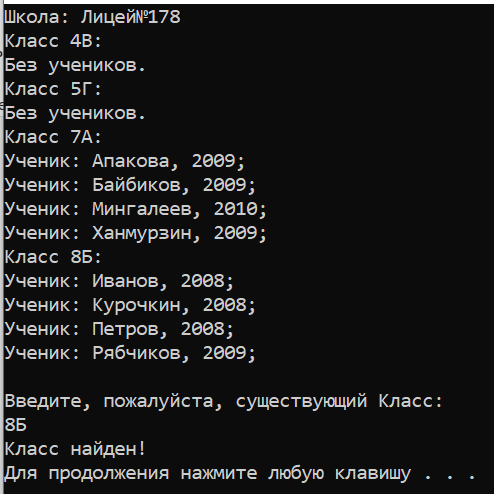 Школа: Лицей№178
Класс 4В:
Без учеников.
Класс 5Г:
Без учеников.
Класс 7А:
Ученик: Апакова, 2009;
Ученик: Байбиков, 2009;
Ученик: Мингалеев, 2010;
Ученик: Ханмурзин, 2009;
Класс 8Б:
Ученик: Иванов, 2008;
Ученик: Курочкин, 2008;
Ученик: Петров, 2008;
Ученик: Рябчиков, 2009;
Введите, пожалуйста, существующий Класс:
8Б
Класс найден!
Для продолжения нажмите любую клавишу . . .